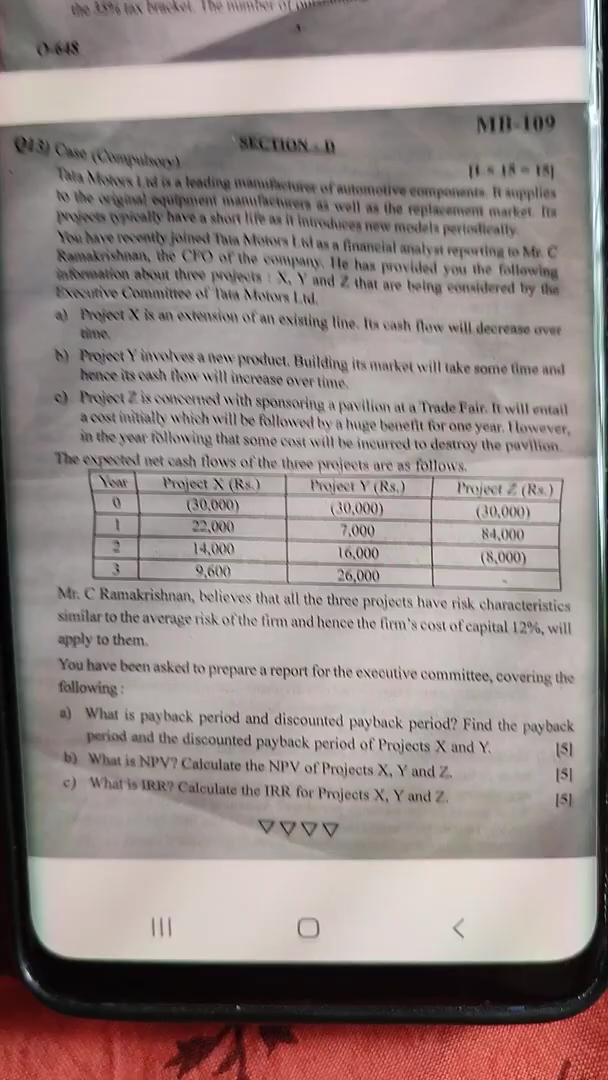 the 35% tax bracket. The number of
O-648
MB-109
SECTION - D
Q13) Case (Compulsory)
[1 × 15 = 15]
Tata Motors Ltd is a leading manufacturer of automotive components. It supplies
to the original equipment manufacturers as well as the replacement market. Its
projects typically have a short life as it introduces new models periodically.
You have recently joined Tata Motors Ltd as a financial analyst reporting to Mr. C
Ramakrishnan, the CFO of the company. He has provided you the following
information about three projects : X, Y and Z that are being considered by the
Executive Committee of Tata Motors Ltd.
a) Project X is an extension of an existing line. Its cash flow will decrease over
time.
b) Project Y involves a new product. Building its market will take some time and
hence its cash flow will increase over time.
c) Project Z is concerned with sponsoring a pavilion at a Trade Fair. It will entail
a cost initially which will be followed by a huge benefit for one year. However,
in the year following that some cost will be incurred to destroy the pavilion.
The expected net cash flows of the three projects are as follows.
Year Project X (Rs.) Project Y (Rs.) Project Z (Rs.)
0 (30,000) (30,000) (30,000)
1 22,000 7,000 84,000
2 14,000 16,000 (8,000)
3 9,600 26,000 -
Mr. C Ramakrishnan, believes that all the three projects have risk characteristics
similar to the average risk of the firm and hence the firm's cost of capital 12%, will
apply to them.
You have been asked to prepare a report for the executive committee, covering the
following :
a) What is payback period and discounted payback period? Find the payback
period and the discounted payback period of Projects X and Y. [5]
b) What is NPV? Calculate the NPV of Projects X, Y and Z. [5]
c) What is IRR? Calculate the IRR for Projects X, Y and Z. [5]